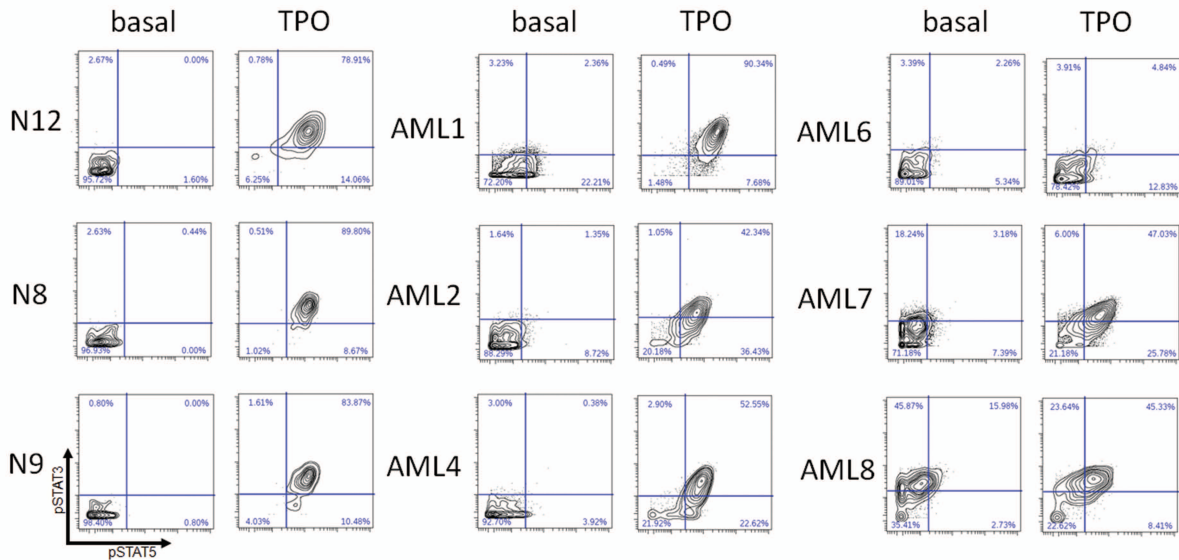 basal TPO basal TPO basal TPO
2.67% 0.00% 0.78% 78.91% 3.23% 2.36% 0.49% 90.34% 3.39% 2.26% 3.91% 4.84%
N12 AML1 AML6
95.72% 1.60% 6.25% 14.06% 72.20% 22.21% 1.48% 7.68% 89.01% 5.34% 78.42% 12.83%
2.63% 0.44% 0.51% 89.80% 1.64% 1.35% 1.05% 42.34% 18.24% 3.18% 6.00% 47.03%
N8 AML2 AML7
96.93% 0.00% 1.02% 8.67% 88.29% 8.72% 20.18% 36.43% 71.18% 7.39% 21.18% 25.78%
0.80% 0.00% 1.61% 83.87% 3.00% 0.38% 2.90% 52.55% 45.87% 15.98% 23.64% 45.33%
N9 AML4 AML8
98.40% 0.80% 4.03% 10.48% 92.70% 3.92% 21.92% 22.62% 35.41% 2.73% 22.62% 8.41%
pSTAT3
pSTAT5